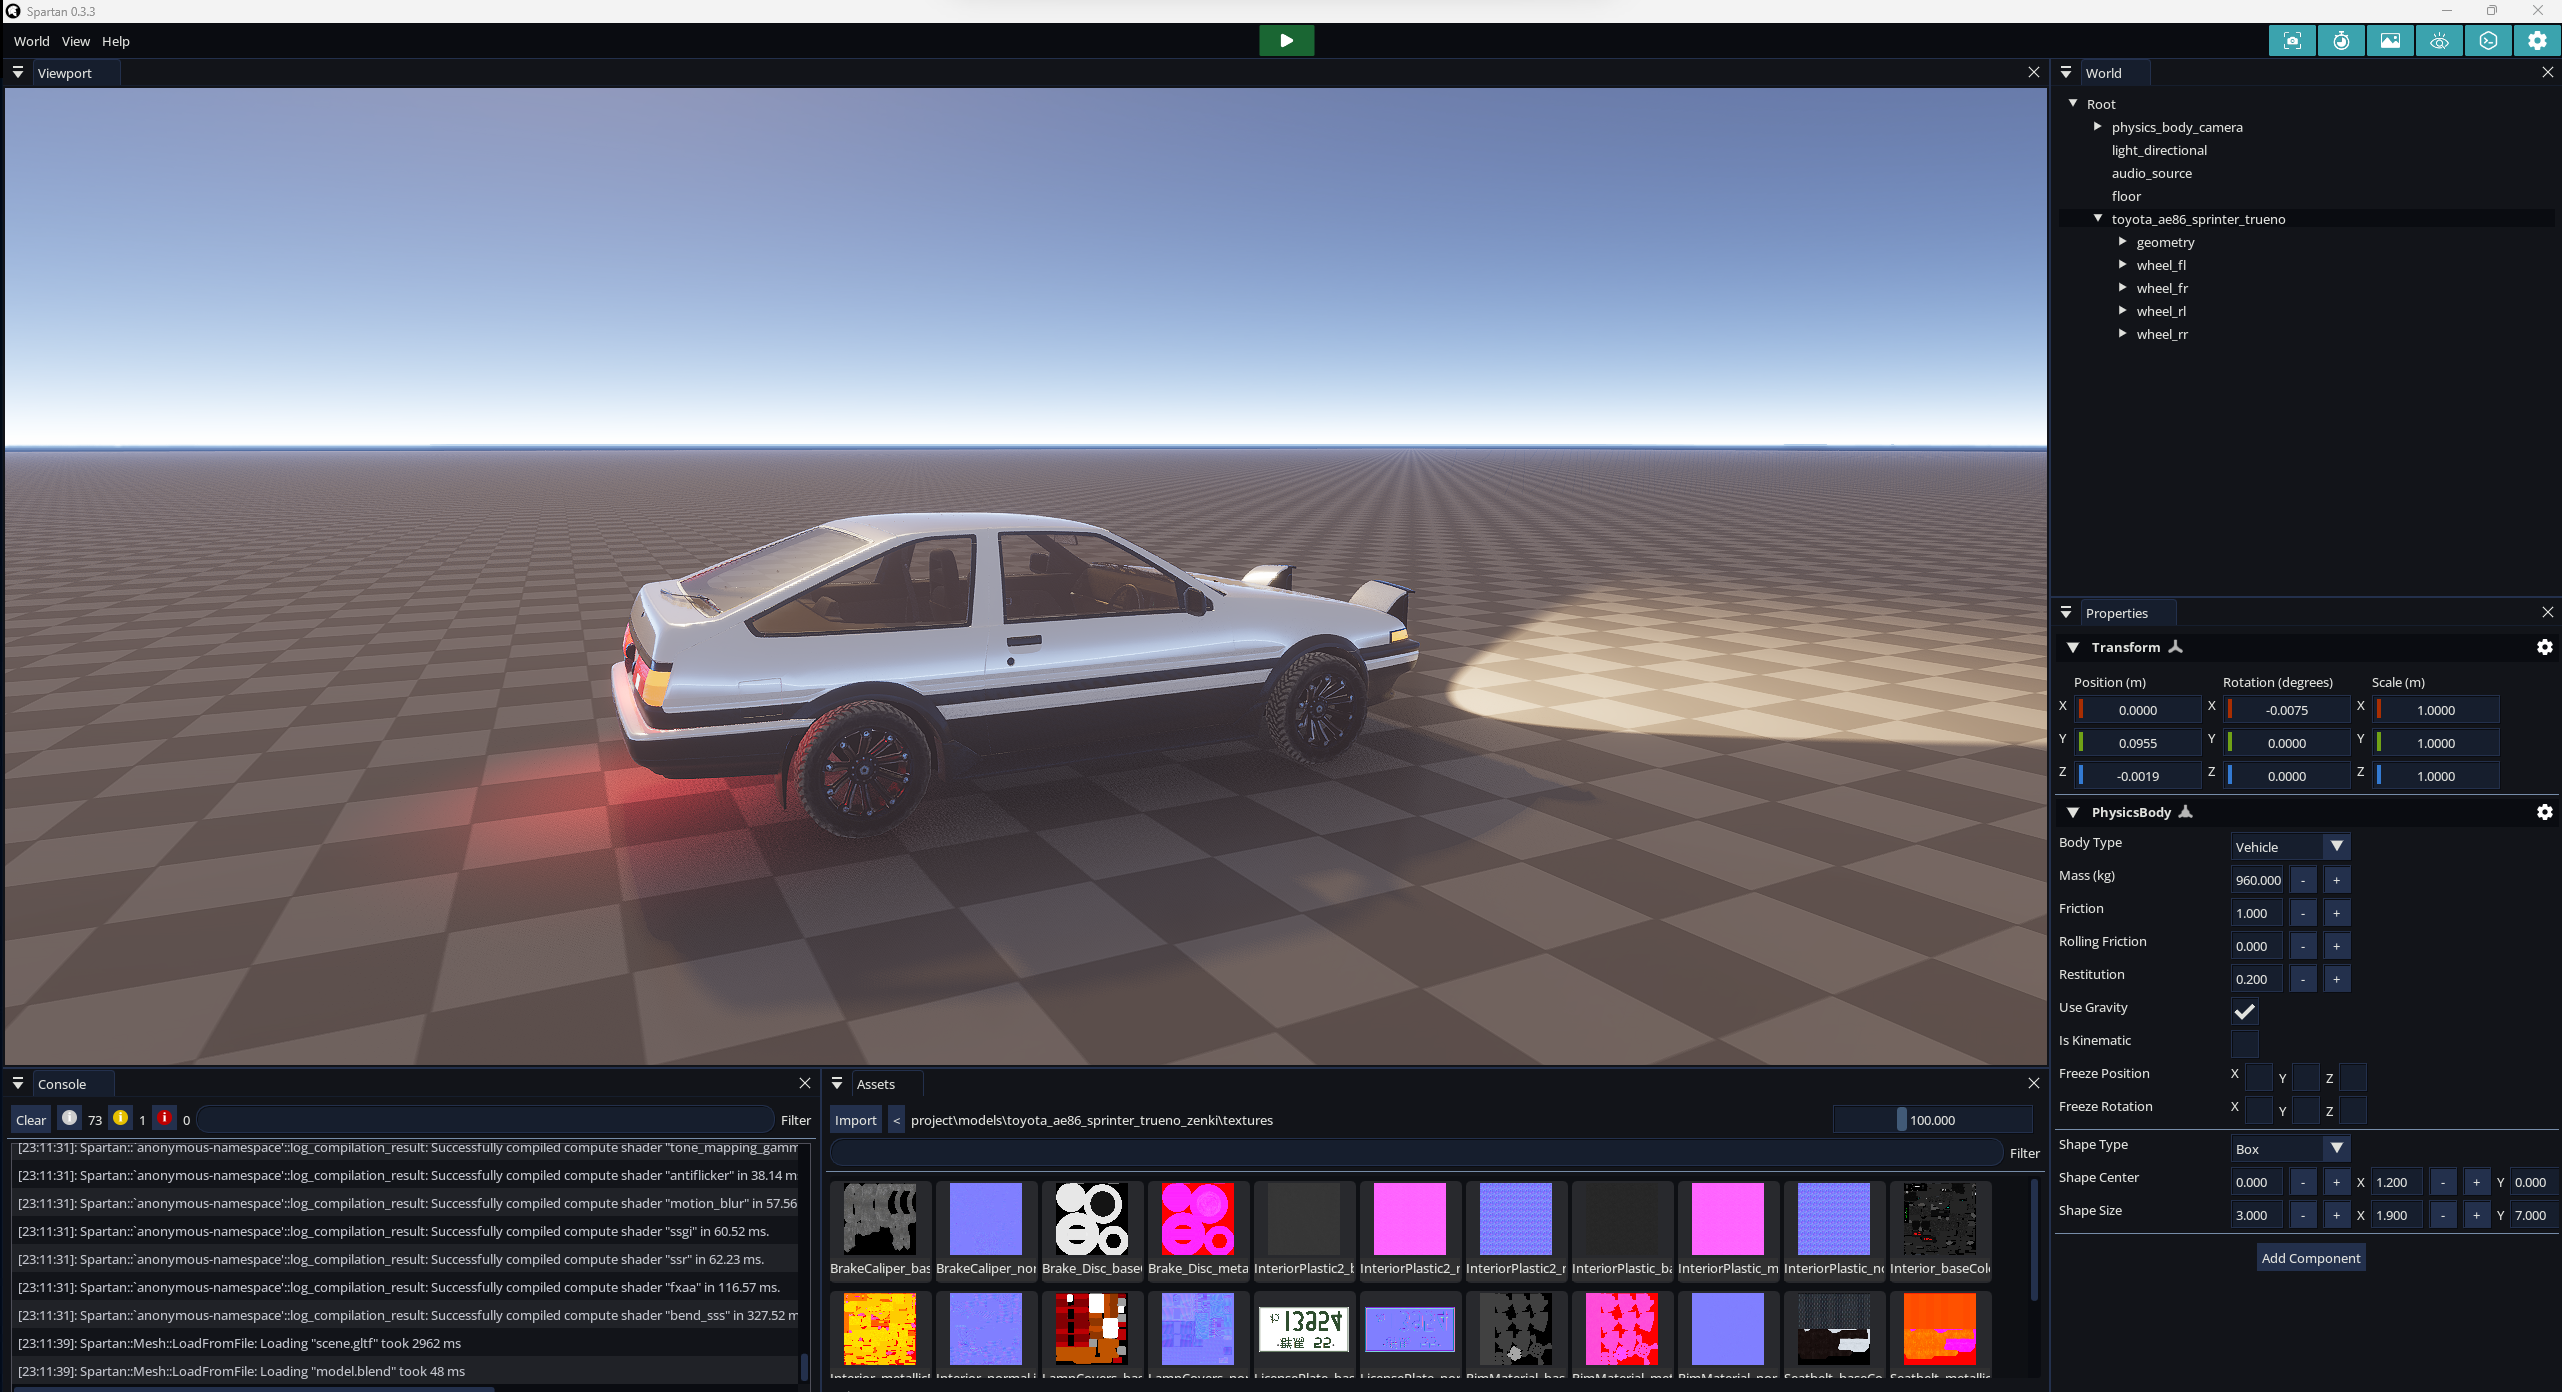 Spartan 0.3.3
World View Help
Viewport
World
Root
physics_body_camera
light_directional
audio_source
floor
toyota_ae86_sprinter_trueno
geometry
wheel_fl
wheel_fr
wheel_rl
wheel_rr
Properties
Transform
Position (m) Rotation (degrees) Scale (m)
X 0.0000 X -0.0075 X 1.0000
Y 0.0955 Y 0.0000 Y 1.0000
Z -0.0019 Z 0.0000 Z 1.0000
PhysicsBody
Body Type Vehicle
Mass (kg) 960.000 - +
Friction 1.000 - +
Rolling Friction 0.000 - +
Restitution 0.200 - +
Use Gravity
Is Kinematic
Freeze Position X Y Z
Freeze Rotation X Y Z
Shape Type Box
Shape Center 0.000 - + X 1.200 - + Y 0.000
Shape Size 3.000 - + X 1.900 - + Y 7.000
Add Component
Console
Clear 73 1 0 Filter
[23:11:31]: Spartan::`anonymous-namespace'::log_compilation_result: Successfully compiled compute shader "tone_mapping_gamm
[23:11:31]: Spartan::`anonymous-namespace'::log_compilation_result: Successfully compiled compute shader "antiflicker" in 38.14 m
[23:11:31]: Spartan::`anonymous-namespace'::log_compilation_result: Successfully compiled compute shader "motion_blur" in 57.56
[23:11:31]: Spartan::`anonymous-namespace'::log_compilation_result: Successfully compiled compute shader "ssgi" in 60.52 ms.
[23:11:31]: Spartan::`anonymous-namespace'::log_compilation_result: Successfully compiled compute shader "ssr" in 62.23 ms.
[23:11:31]: Spartan::`anonymous-namespace'::log_compilation_result: Successfully compiled compute shader "fxaa" in 116.57 ms.
[23:11:31]: Spartan::`anonymous-namespace'::log_compilation_result: Successfully compiled compute shader "bend_sss" in 327.52 m
[23:11:39]: Spartan::Mesh::LoadFromFile: Loading "scene.gltf" took 2962 ms
[23:11:39]: Spartan::Mesh::LoadFromFile: Loading "model.blend" took 48 ms
Assets
Import < project\models\toyota_ae86_sprinter_trueno_zenki\textures 100.000
Filter
BrakeCaliper_bas BrakeCaliper_nor Brake_Disc_base Brake_Disc_meta InteriorPlastic2_b InteriorPlastic2_r InteriorPlastic2_r InteriorPlastic_ba InteriorPlastic_m InteriorPlastic_no Interior_baseCol
13954
群馬 55